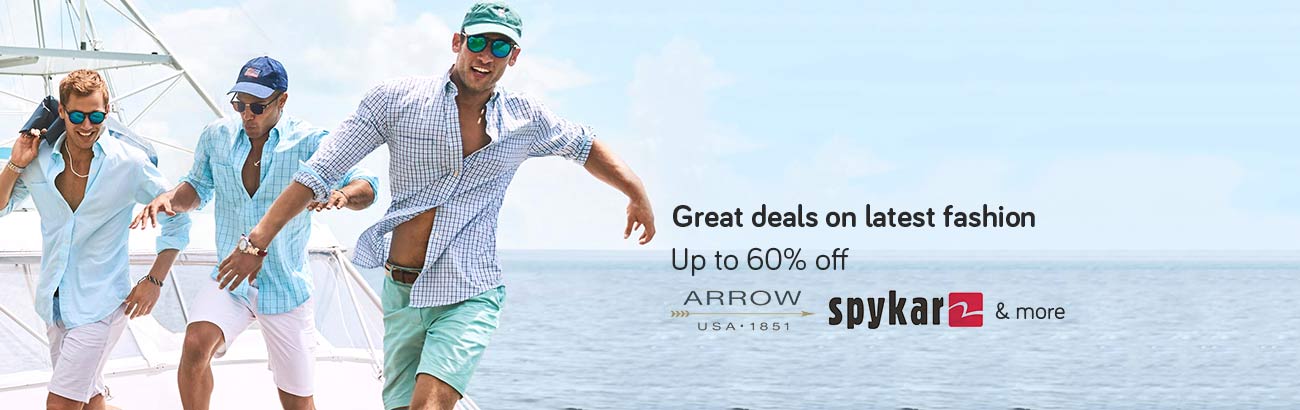 Great deals on latest fashion
Up to 60% off
ARROW spykar & more
USA • 1851